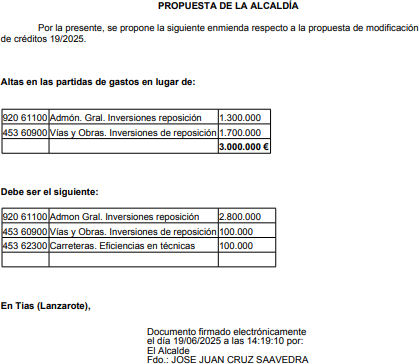 PROPUESTA DE LA ALCALDÍA
Por la presente, se propone la siguiente enmienda respecto a la propuesta de modificación
de créditos 19/2025.
Altas en las partidas de gastos en lugar de:
920 61100 Admón. Gral. Inversiones reposición 1.300.000
453 60900 Vías y Obras. Inversiones de reposición 1.700.000
3.000.000 €
Debe ser el siguiente:
920 61100 Admon Gral. Inversiones reposición 2.800.000
453 60900 Vías y Obras. Inversiones de reposición 100.000
453 62300 Carreteras. Eficiencias en técnicas 100.000
En Tias (Lanzarote),
Documento firmado electrónicamente
el día 19/06/2025 a las 14:19:10 por:
El Alcalde
Fdo.: JOSE JUAN CRUZ SAAVEDRA